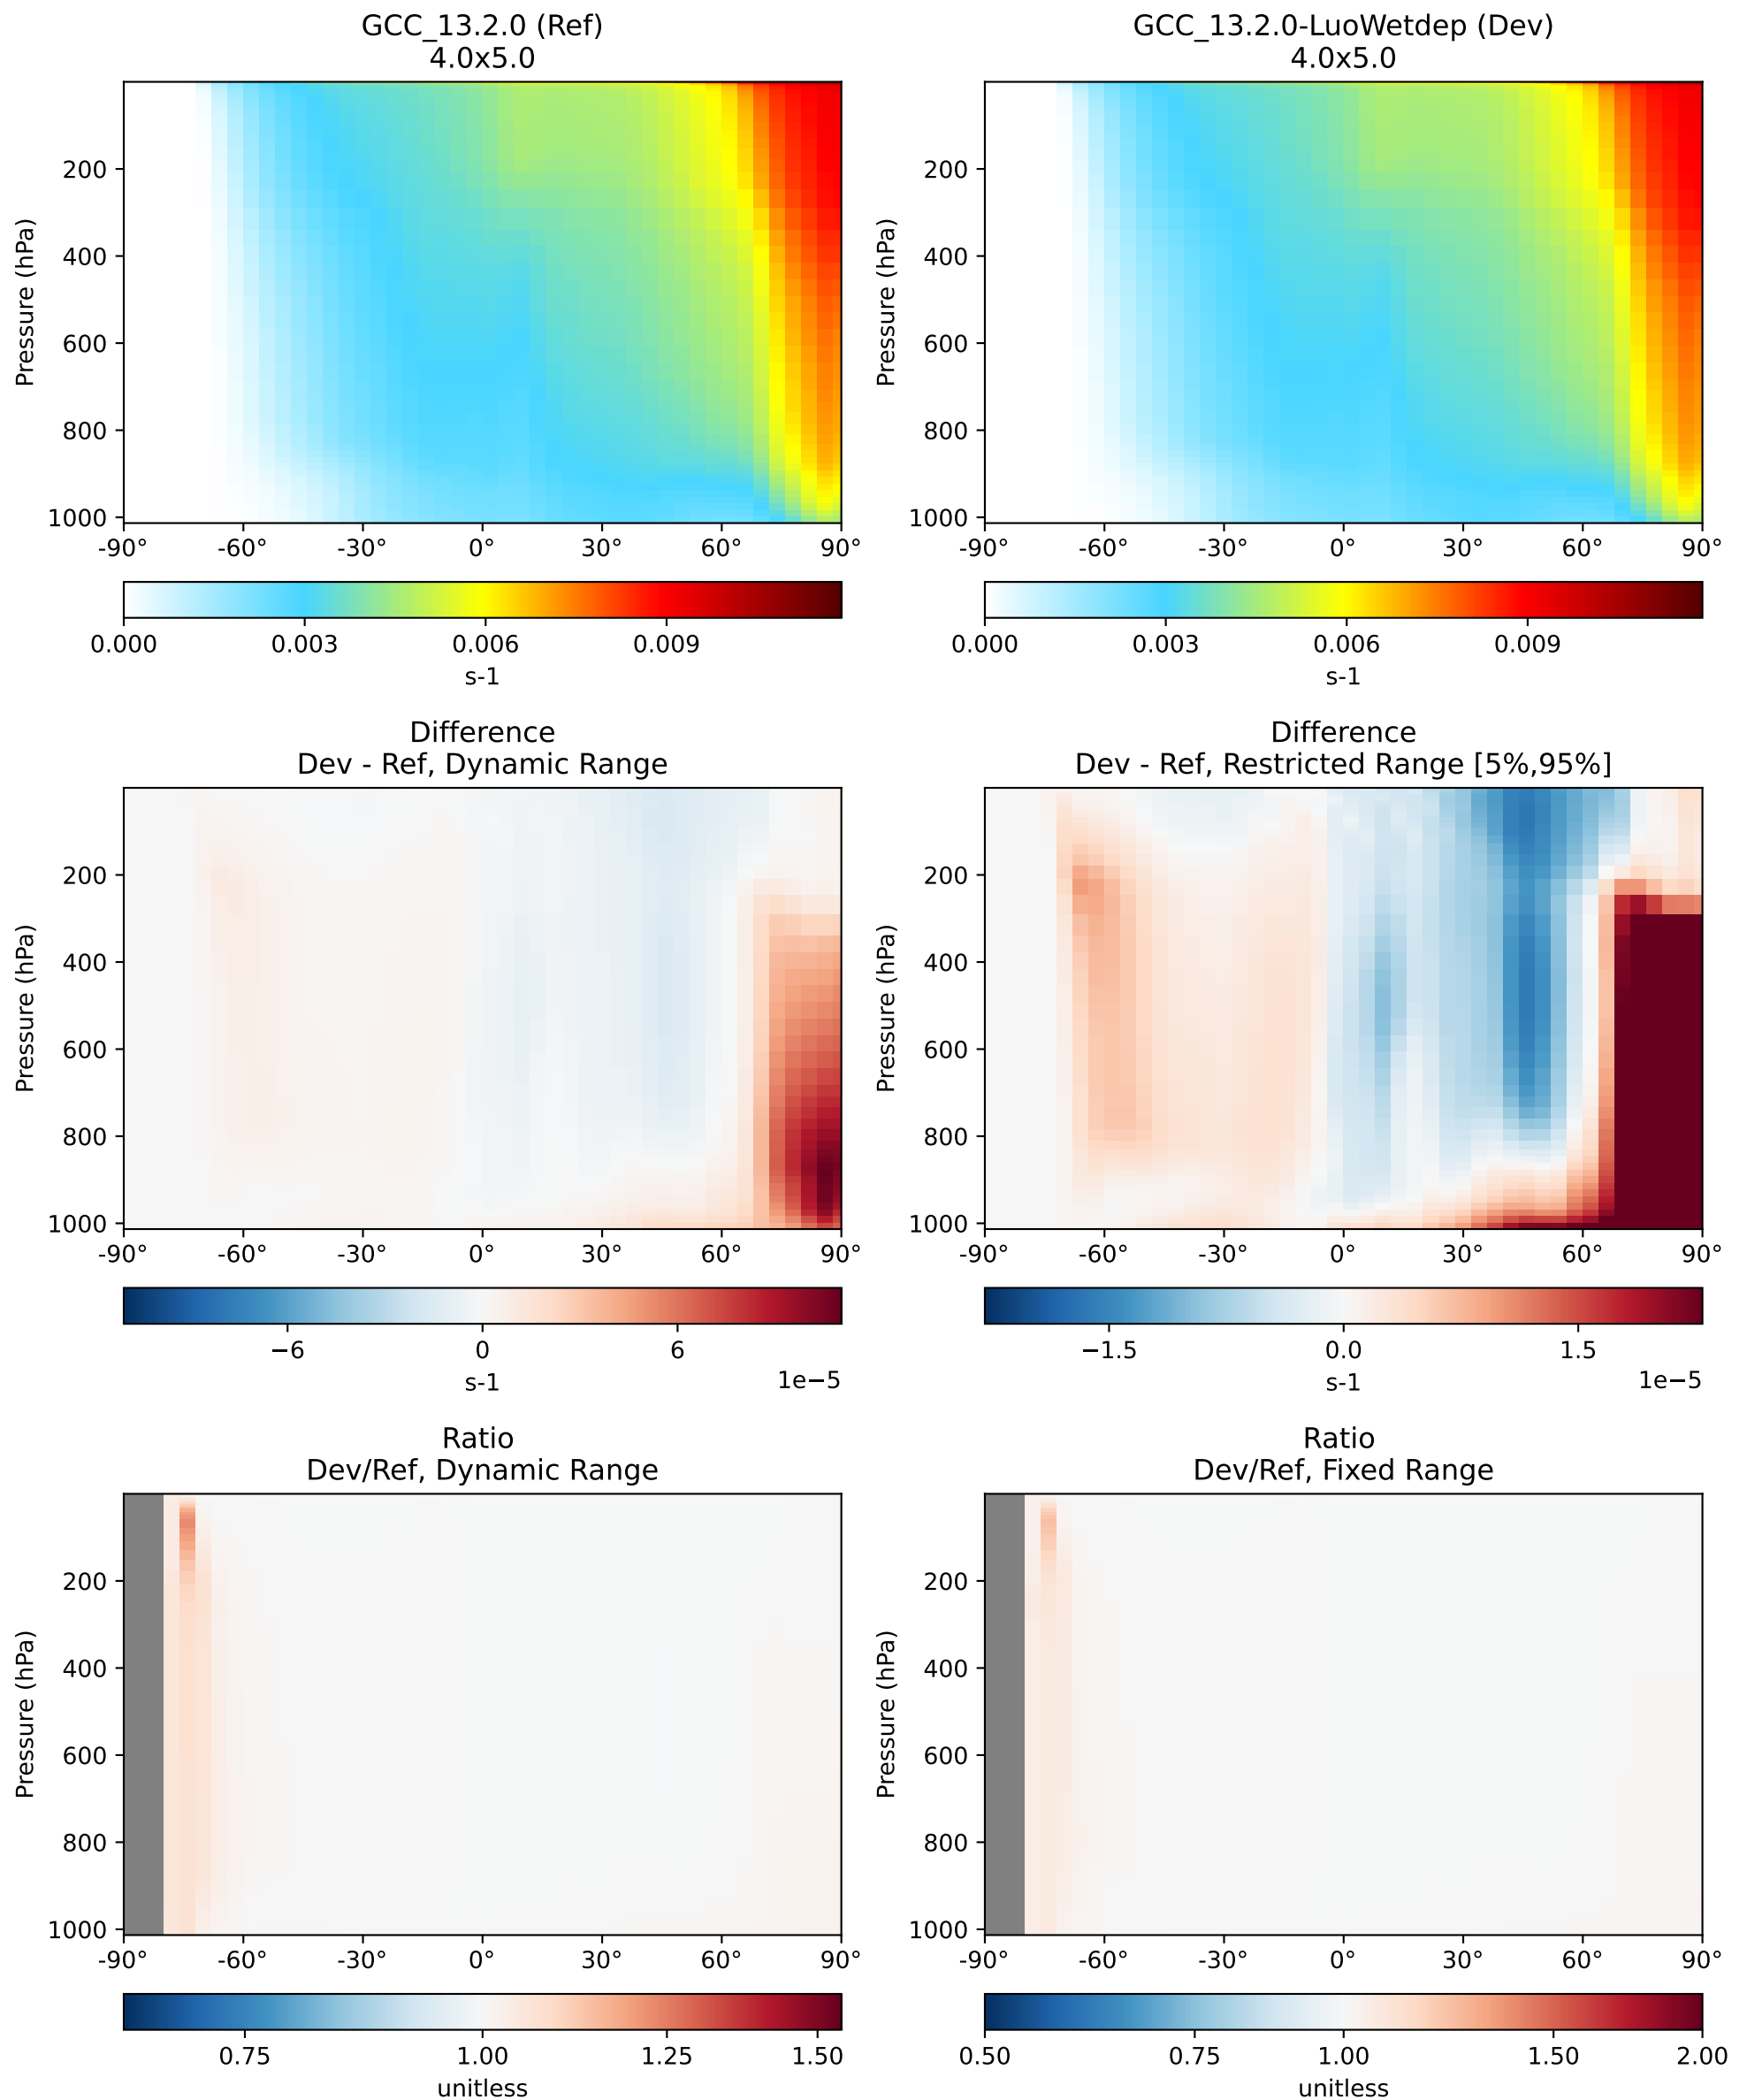 GCC_13.2.0 (Ref)
4.0x5.0
Pressure (hPa)
200
400
600
800
1000
-90° -60° -30° 0° 30° 60° 90°
0.000 0.003 0.006 0.009
s-1
GCC_13.2.0-LuoWetdep (Dev)
4.0x5.0
Pressure (hPa)
200
400
600
800
1000
-90° -60° -30° 0° 30° 60° 90°
0.000 0.003 0.006 0.009
s-1
Difference
Dev - Ref, Dynamic Range
Pressure (hPa)
200
400
600
800
1000
-90° -60° -30° 0° 30° 60° 90°
−6 0 6
s-1 1e−5
Difference
Dev - Ref, Restricted Range [5%,95%]
Pressure (hPa)
200
400
600
800
1000
-90° -60° -30° 0° 30° 60° 90°
−1.5 0.0 1.5
s-1 1e−5
Ratio
Dev/Ref, Dynamic Range
Pressure (hPa)
200
400
600
800
1000
-90° -60° -30° 0° 30° 60° 90°
0.75 1.00 1.25 1.50
unitless
Ratio
Dev/Ref, Fixed Range
Pressure (hPa)
200
400
600
800
1000
-90° -60° -30° 0° 30° 60° 90°
0.50 0.75 1.00 1.50 2.00
unitless